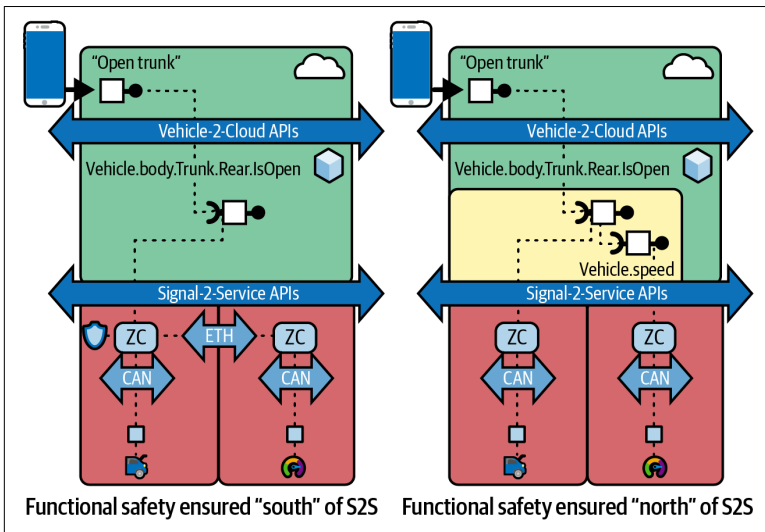 “Open trunk”
Vehicle-2-Cloud APIs
Vehicle.body.Trunk.Rear.IsOpen
Signal-2-Service APIs
ZC
ETH
ZC
CAN
CAN
Functional safety ensured “south” of S2S
“Open trunk”
Vehicle-2-Cloud APIs
Vehicle.body.Trunk.Rear.IsOpen
Vehicle.speed
Signal-2-Service APIs
ZC
ZC
CAN
CAN
Functional safety ensured “north” of S2S